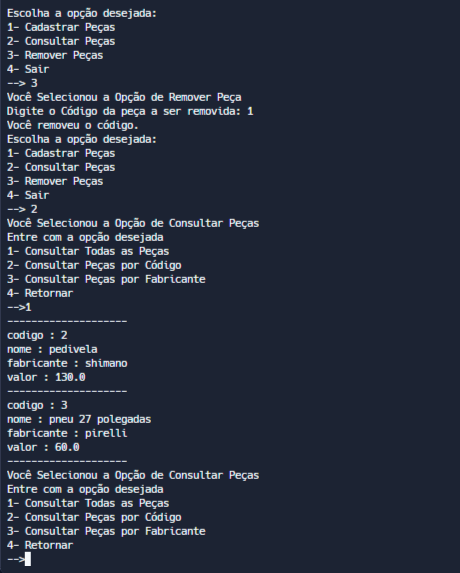 Escolha a opção desejada:
1- Cadastrar Peças
2- Consultar Peças
3- Remover Peças
4- Sair
--> 3
Você Selecionou a Opção de Remover Peça
Digite o Código da peça a ser removida: 1
Você removeu o código.
Escolha a opção desejada:
1- Cadastrar Peças
2- Consultar Peças
3- Remover Peças
4- Sair
--> 2
Você Selecionou a Opção de Consultar Peças
Entre com a opção desejada
1- Consultar Todas as Peças
2- Consultar Peças por Código
3- Consultar Peças por Fabricante
4- Retornar
-->1
--------------------
codigo : 2
nome : pedivela
fabricante : shimano
valor : 130.0
--------------------
codigo : 3
nome : pneu 27 polegadas
fabricante : pirelli
valor : 60.0
--------------------
Você Selecionou a Opção de Consultar Peças
Entre com a opção desejada
1- Consultar Todas as Peças
2- Consultar Peças por Código
3- Consultar Peças por Fabricante
4- Retornar
-->